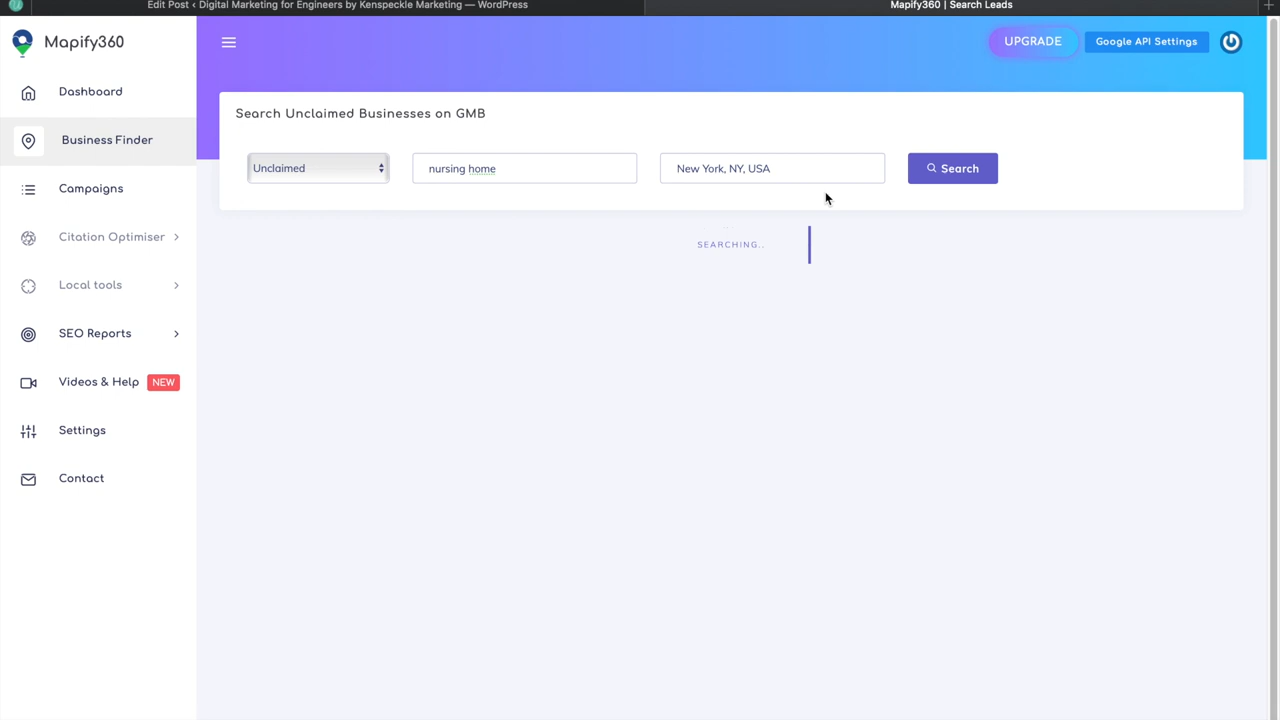 Edit Post ‹ Digital Marketing for Engineers by Kenspeckle Marketing — WordPress
Mapify360 | Search Leads
Mapify360
UPGRADE
Google API Settings
Dashboard
Business Finder
Campaigns
Citation Optimiser
Local tools
SEO Reports
Videos & Help NEW
Settings
Contact
Search Unclaimed Businesses on GMB
Unclaimed
nursing home
New York, NY, USA
Search
SEARCHING..